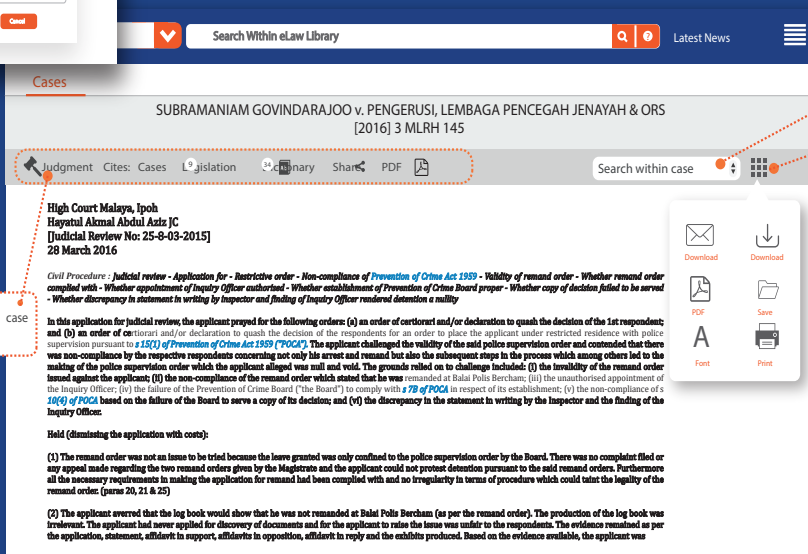 Cancel
Search Within eLaw Library
Latest News
Cases
SUBRAMANIAM GOVINDARAJOO v. PENGERUSI, LEMBAGA PENCEGAH JENAYAH & ORS
[2016] 3 MLRH 145
Judgment Cites: Cases 9 Legislation 34 Dictionary Share PDF
Search within case
High Court Malaya, Ipoh
Hayatul Akmal Abdul Aziz JC
[Judicial Review No: 25-8-03-2015]
28 March 2016
Download Download
PDF Save
A
Font Print
case
Civil Procedure : Judicial review - Application for - Restrictive order - Non-compliance of Prevention of Crime Act 1959 - Validity of remand order - Whether remand order
complied with - Whether appointment of Inquiry Officer authorised - Whether establishment of Prevention of Crime Board proper - Whether copy of decision failed to be served
- Whether discrepancy in statement in writing by inspector and finding of Inquiry Officer rendered detention a nullity
In this application for judicial review, the applicant prayed for the following orders: (a) an order of certiorari and/or declaration to quash the decision of the 1st respondent;
and (b) an order of certiorari and/or declaration to quash the decision of the respondents for an order to place the applicant under restricted residence with police
supervision pursuant to s 15(1) of Prevention of Crime Act 1959 ("POCA"). The applicant challenged the validity of the said police supervision order and contended that there
was non-compliance by the respective respondents concerning not only his arrest and remand but also the subsequent steps in the process which among others led to the
making of the police supervision order which the applicant alleged was null and void. The grounds relied on to challenge included: (i) the invalidity of the remand order
issued against the applicant; (ii) the non-compliance of the remand order which stated that he was remanded at Balai Polis Bercham; (iii) the unauthorised appointment of
the Inquiry Officer; (iv) the failure of the Prevention of Crime Board ("the Board") to comply with s 7B of POCA in respect of its establishment; (v) the non-compliance of s
10(4) of POCA based on the failure of the Board to serve a copy of its decision; and (vi) the discrepancy in the statement in writing by the Inspector and the finding of the
Inquiry Officer.
Held (dismissing the application with costs):
(1) The remand order was not an issue to be tried because the leave granted was only confined to the police supervision order by the Board. There was no complaint filed or
any appeal made regarding the two remand orders given by the Magistrate and the applicant could not protest detention pursuant to the said remand orders. Furthermore
all the necessary requirements in making the application for remand had been complied with and no irregularity in terms of procedure which could taint the legality of the
remand order. (paras 20, 21 & 25)
(2) The applicant averred that the log book would show that he was not remanded at Balai Polis Bercham (as per the remand order). The production of the log book was
irrelevant. The applicant had never applied for discovery of documents and for the applicant to raise the issue was unfair to the respondents. The evidence remained as per
the application, statement, affidavit in support, affidavits in opposition, affidavit in reply and the exhibits produced. Based on the evidence available, the applicant was